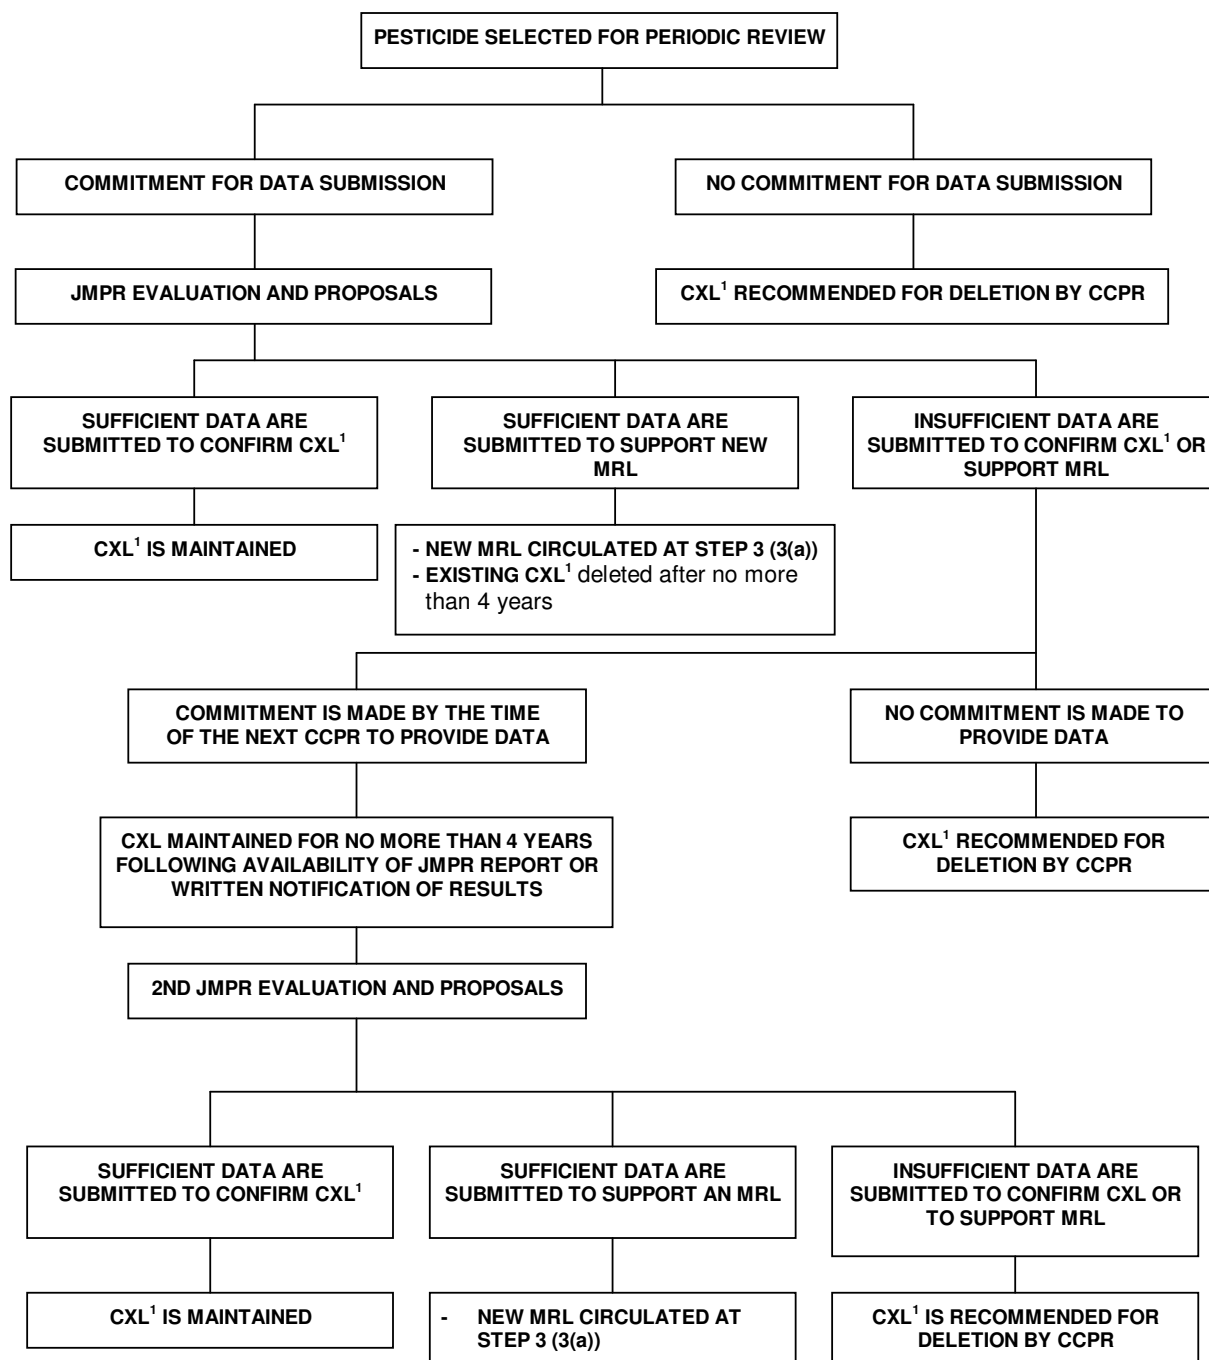 PESTICIDE SELECTED FOR PERIODIC REVIEW
COMMITMENT FOR DATA SUBMISSION
NO COMMITMENT FOR DATA SUBMISSION
JMPR EVALUATION AND PROPOSALS
CXL¹ RECOMMENDED FOR DELETION BY CCPR
SUFFICIENT DATA ARE
SUBMITTED TO CONFIRM CXL¹
SUFFICIENT DATA ARE
SUBMITTED TO SUPPORT NEW
MRL
INSUFFICIENT DATA ARE
SUBMITTED TO CONFIRM CXL¹ OR
SUPPORT MRL
CXL¹ IS MAINTAINED
- NEW MRL CIRCULATED AT STEP 3 (3(a))
- EXISTING CXL¹ deleted after no more
than 4 years
COMMITMENT IS MADE BY THE TIME
OF THE NEXT CCPR TO PROVIDE DATA
NO COMMITMENT IS MADE TO
PROVIDE DATA
CXL MAINTAINED FOR NO MORE THAN 4 YEARS
FOLLOWING AVAILABILITY OF JMPR REPORT OR
WRITTEN NOTIFICATION OF RESULTS
CXL¹ RECOMMENDED FOR
DELETION BY CCPR
2ND JMPR EVALUATION AND PROPOSALS
SUFFICIENT DATA ARE
SUBMITTED TO CONFIRM CXL¹
SUFFICIENT DATA ARE
SUBMITTED TO SUPPORT AN MRL
INSUFFICIENT DATA ARE
SUBMITTED TO CONFIRM CXL OR
TO SUPPORT MRL
CXL¹ IS MAINTAINED
- NEW MRL CIRCULATED AT
STEP 3 (3(a))
CXL¹ IS RECOMMENDED FOR
DELETION BY CCPR